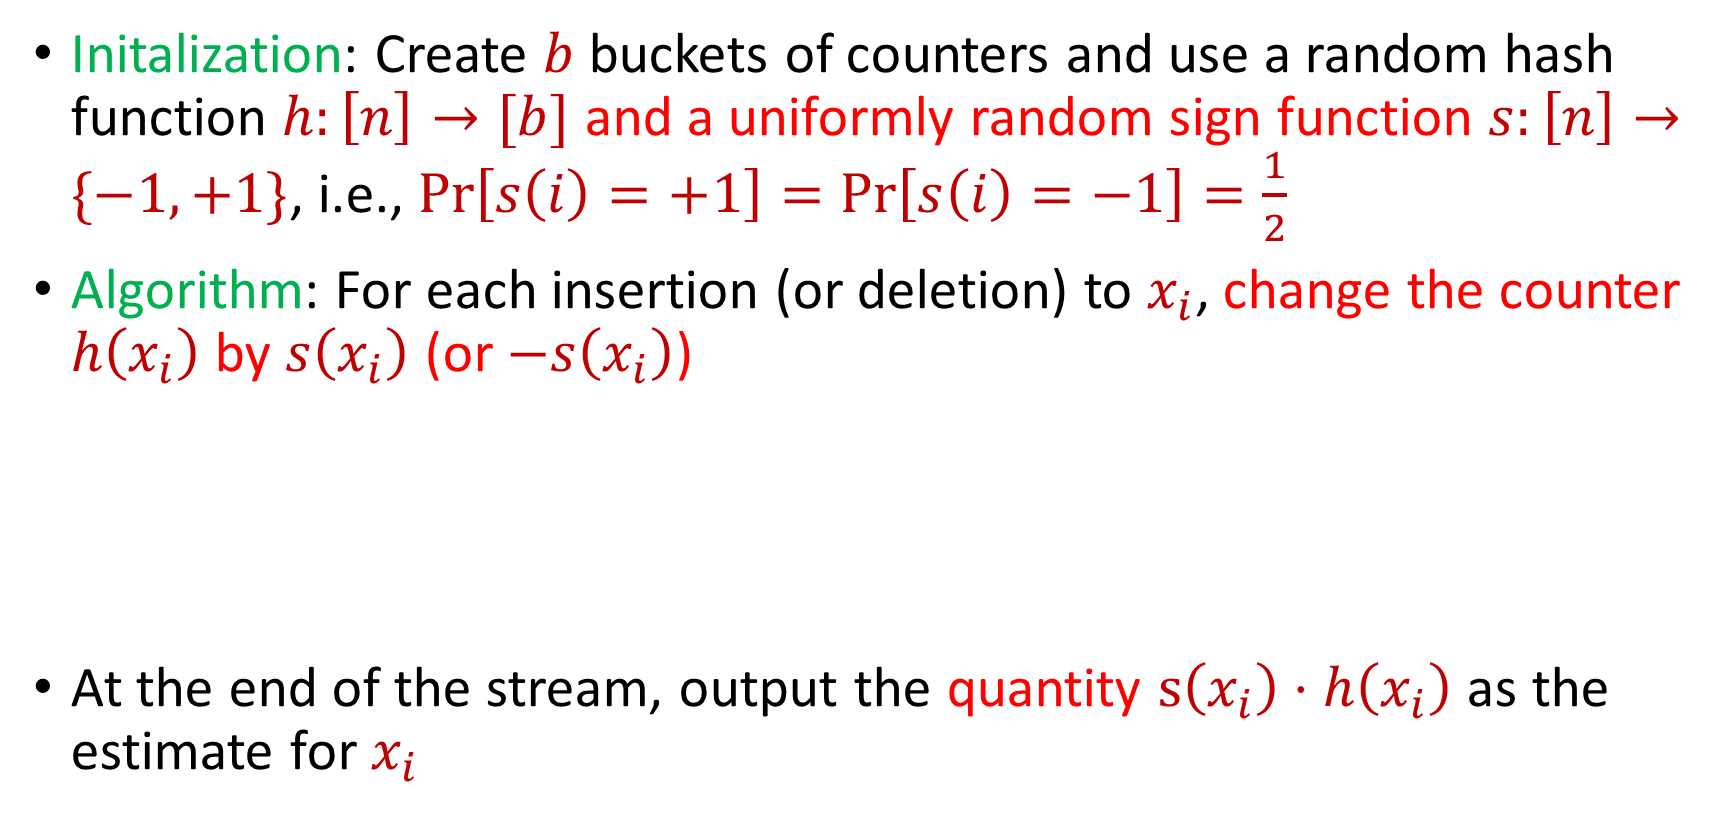 • Initalization: Create b buckets of counters and use a random hash
function h: [n] → [b] and a uniformly random sign function s: [n] →
{−1, +1}, i.e., Pr[s(i) = +1] = Pr[s(i) = −1] = 1/2
• Algorithm: For each insertion (or deletion) to xᵢ, change the counter
h(xᵢ) by s(xᵢ) (or −s(xᵢ))
• At the end of the stream, output the quantity s(xᵢ) · h(xᵢ) as the
estimate for xᵢ